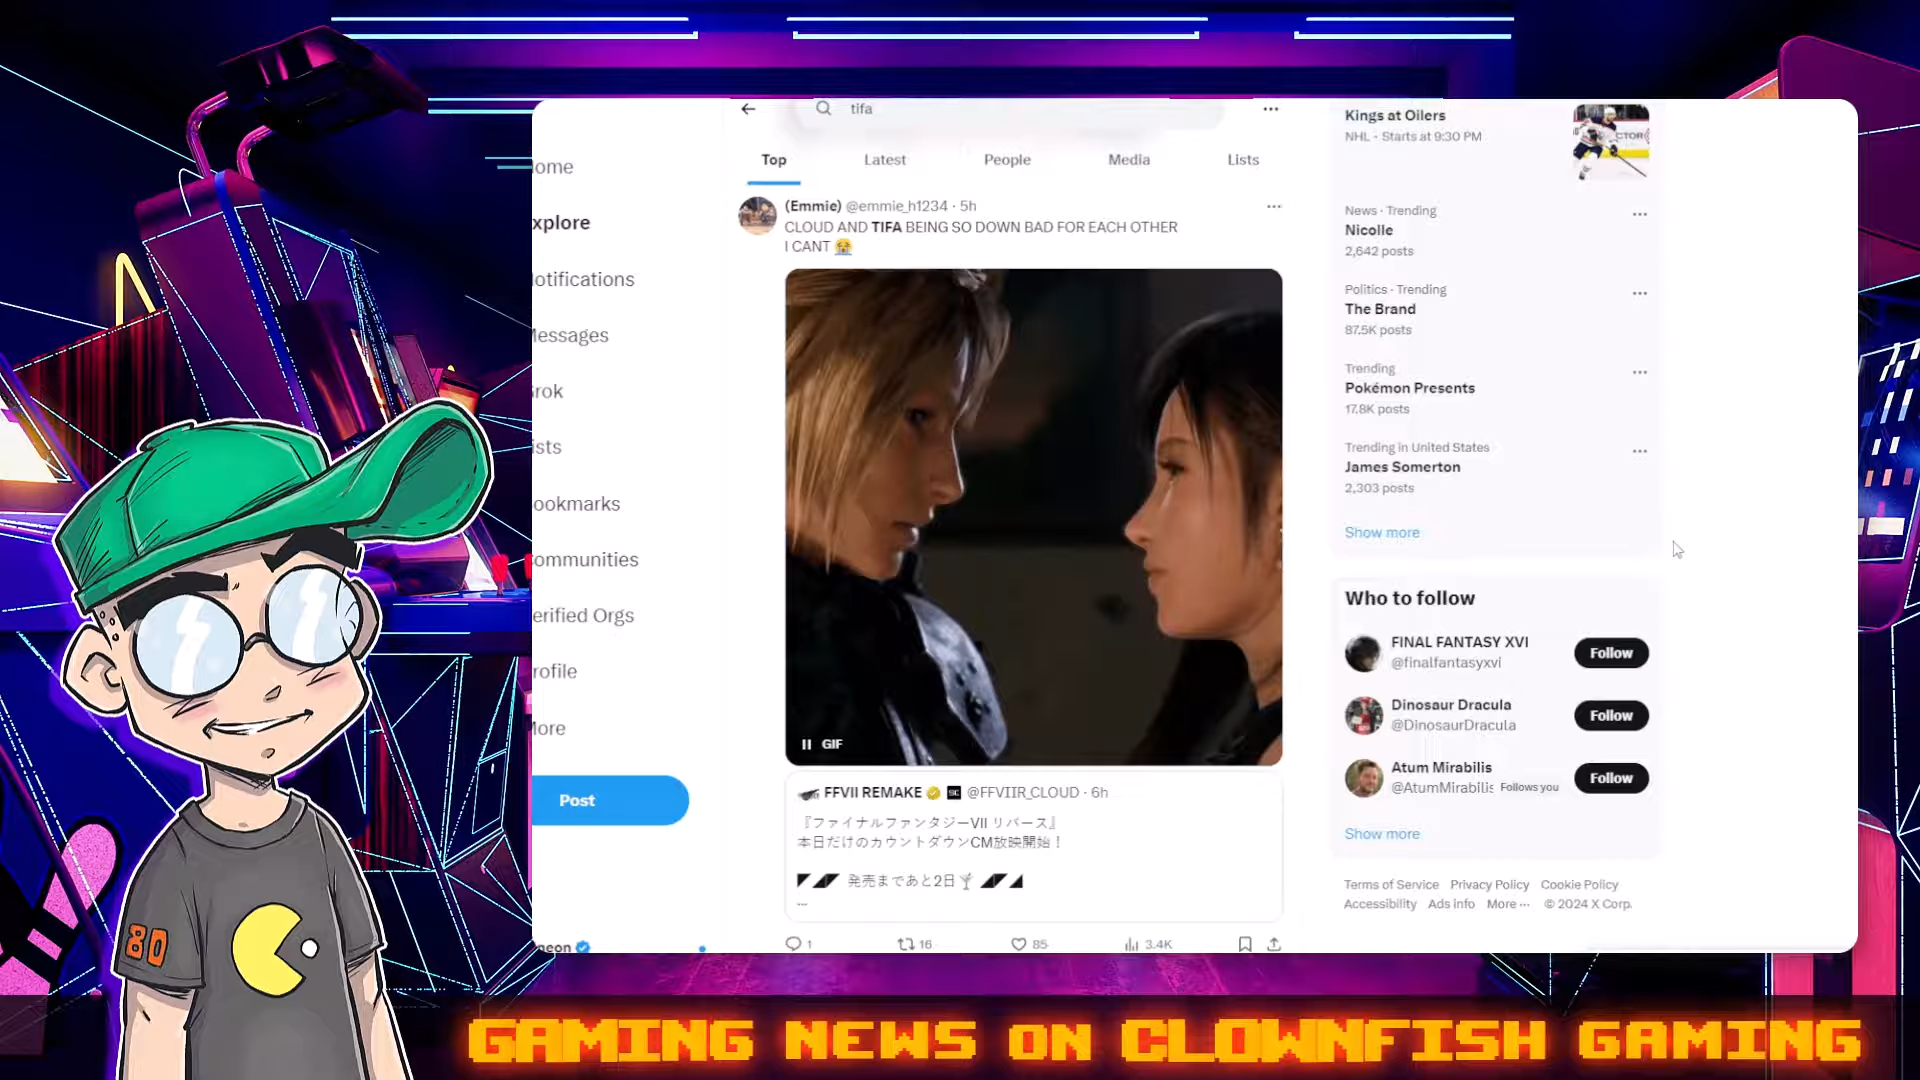 tifa
Top
Latest
People
Media
Lists
ome
xplore
otifications
Messages
rok
ists
ookmarks
ommunities
erified Orgs
rofile
More
Post
neon
(Emmie) @emmie_h1234 · 5h
CLOUD AND TIFA BEING SO DOWN BAD FOR EACH OTHER
I CANT 😭
GIF
FFVII REMAKE @FFVIIR_CLOUD · 6h
『ファイナルファンタジーVII リバース』
本日だけのカウントダウンCM放映開始！
発売まであと2日🍸
...
1
16
85
3.4K
Kings at Oilers
NHL · Starts at 9:30 PM
CTOR
News · Trending
Nicolle
2,642 posts
Politics · Trending
The Brand
87.5K posts
Trending
Pokémon Presents
17.8K posts
Trending in United States
James Somerton
2,303 posts
Show more
Who to follow
FINAL FANTASY XVI
@finalfantasyxvi
Follow
Dinosaur Dracula
@DinosaurDracula
Follow
Atum Mirabilis
@AtumMirabilis Follows you
Follow
Show more
Terms of Service Privacy Policy Cookie Policy
Accessibility Ads info More ··· © 2024 X Corp.
80
GAMING NEWS ON CLOWNFISH GAMING